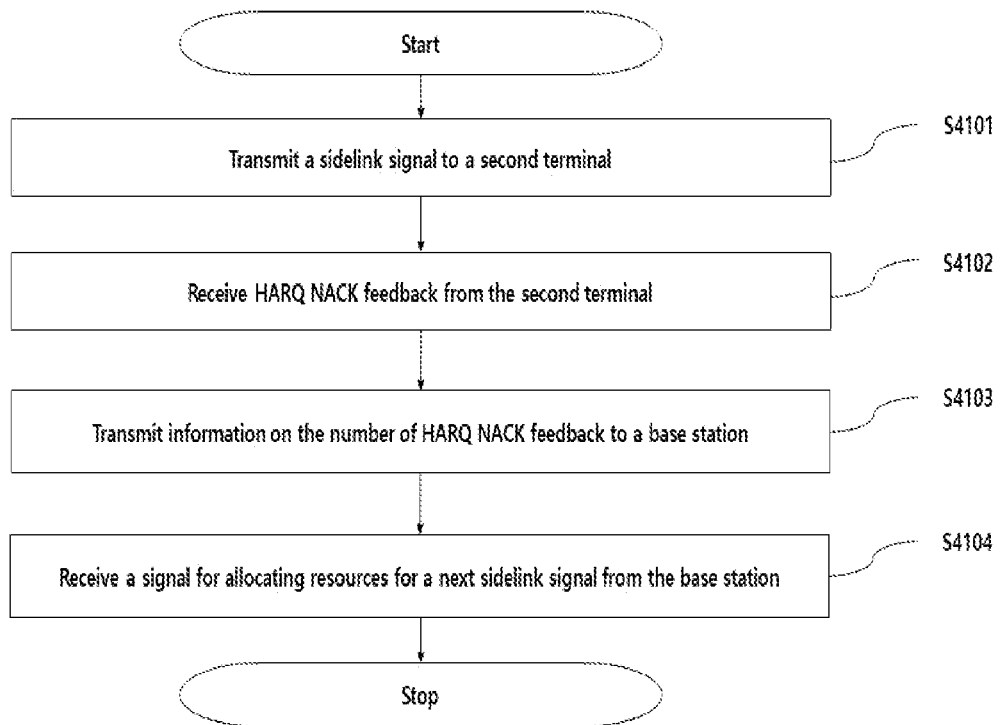 Start
S4101
Transmit a sidelink signal to a second terminal
S4102
Receive HARQ NACK feedback from the second terminal
S4103
Transmit information on the number of HARQ NACK feedback to a base station
S4104
Receive a signal for allocating resources for a next sidelink signal from the base station
Stop